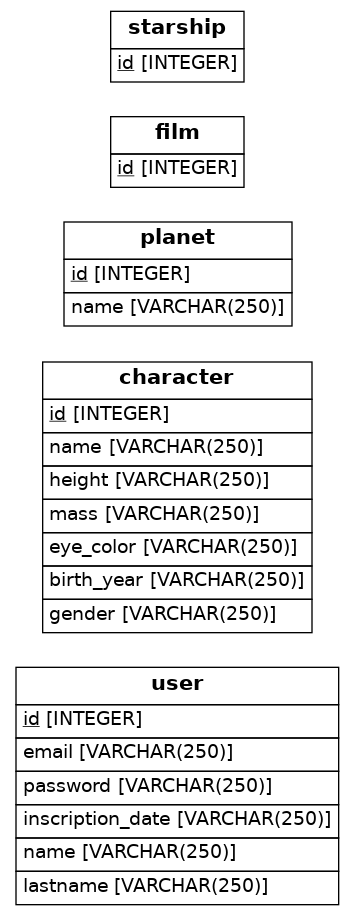 starship
id [INTEGER]
film
id [INTEGER]
planet
id [INTEGER]
name [VARCHAR(250)]
character
id [INTEGER]
name [VARCHAR(250)]
height [VARCHAR(250)]
mass [VARCHAR(250)]
eye_color [VARCHAR(250)]
birth_year [VARCHAR(250)]
gender [VARCHAR(250)]
user
id [INTEGER]
email [VARCHAR(250)]
password [VARCHAR(250)]
inscription_date [VARCHAR(250)]
name [VARCHAR(250)]
lastname [VARCHAR(250)]